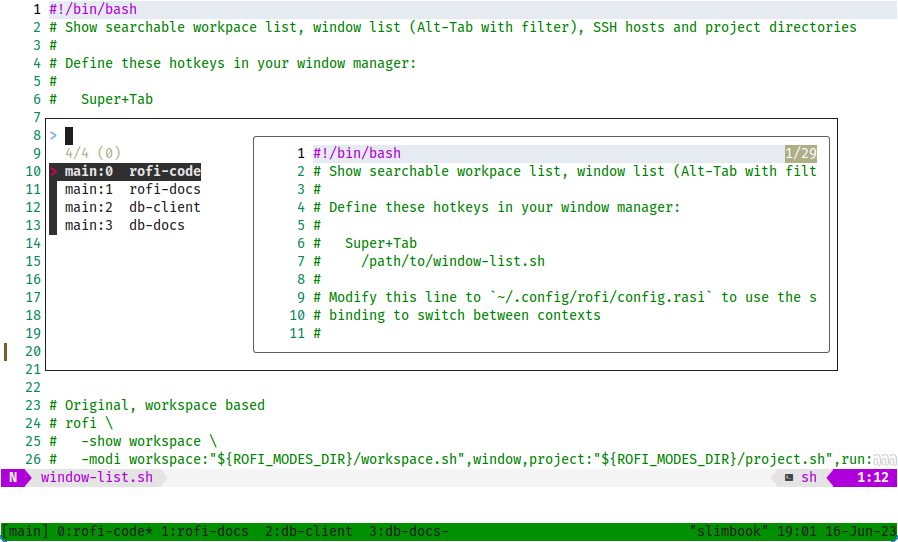 1 #!/bin/bash
2 # Show searchable workpace list, window list (Alt-Tab with filter), SSH hosts and project directories
3 #
4 # Define these hotkeys in your window manager:
5 #
6 #   Super+Tab
7
8 >
9 4/4 (0)
10 > main:0  rofi-code
11 main:1  rofi-docs
12 main:2  db-client
13 main:3  db-docs
14
15
16
17
18
19
20
21
1 #!/bin/bash 1/29
2 # Show searchable workpace list, window list (Alt-Tab with filt
3 #
4 # Define these hotkeys in your window manager:
5 #
6 #   Super+Tab
7 #     /path/to/window-list.sh
8 #
9 # Modify this line to `~/.config/rofi/config.rasi` to use the s
10 # binding to switch between contexts
11 #
22
23 # Original, workspace based
24 # rofi \
25 #   -show workspace \
26 #   -modi workspace:"${ROFI_MODES_DIR}/workspace.sh",window,project:"${ROFI_MODES_DIR}/project.sh",run:@@@
N window-list.sh sh 1:12
[main] 0:rofi-code* 1:rofi-docs  2:db-client  3:db-docs- "slimbook" 19:01 16-Jun-23